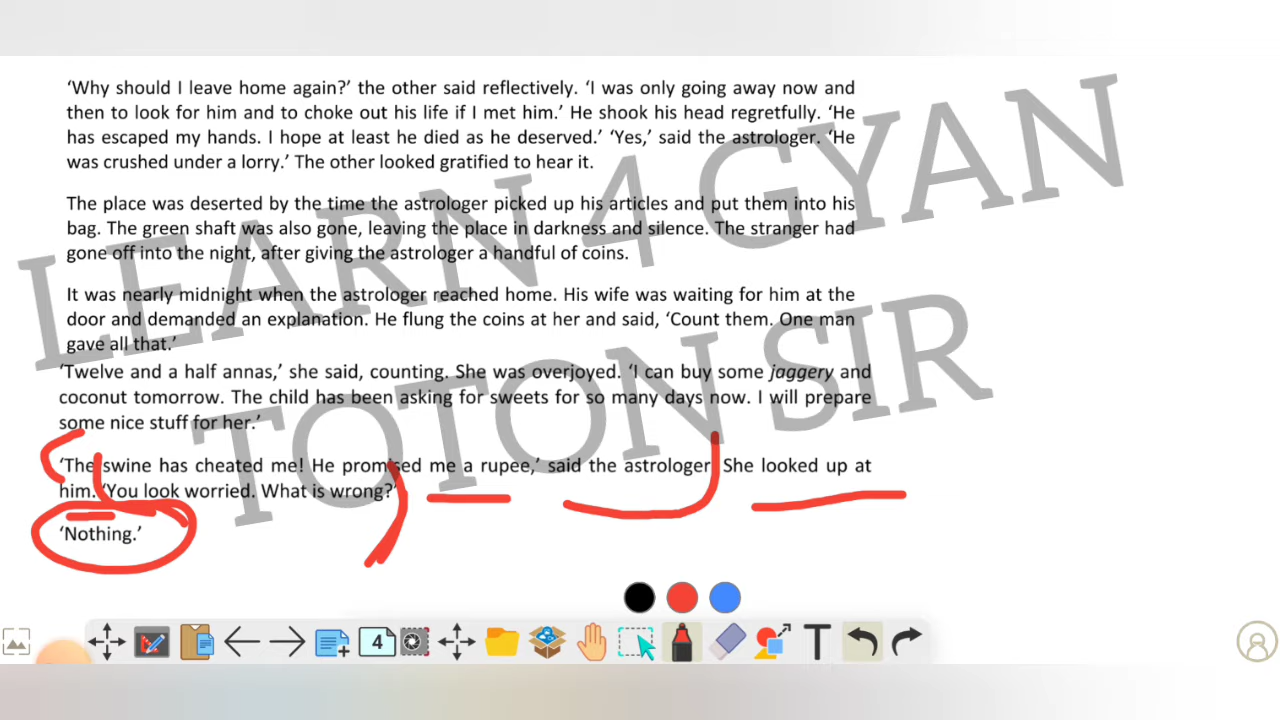 ‘Why should I leave home again?’ the other said reflectively. ‘I was only going away now and
then to look for him and to choke out his life if I met him.’ He shook his head regretfully. ‘He
has escaped my hands. I hope at least he died as he deserved.’ ‘Yes,’ said the astrologer. ‘He
was crushed under a lorry.’ The other looked gratified to hear it.
The place was deserted by the time the astrologer picked up his articles and put them into his
bag. The green shaft was also gone, leaving the place in darkness and silence. The stranger had
gone off into the night, after giving the astrologer a handful of coins.
It was nearly midnight when the astrologer reached home. His wife was waiting for him at the
door and demanded an explanation. He flung the coins at her and said, ‘Count them. One man
gave all that.’
‘Twelve and a half annas,’ she said, counting. She was overjoyed. ‘I can buy some jaggery and
coconut tomorrow. The child has been asking for sweets for so many days now. I will prepare
some nice stuff for her.’
‘The swine has cheated me! He promised me a rupee,’ said the astrologer. She looked up at
him. ‘You look worried. What is wrong?’
‘Nothing.’
LEARN 4 GYAN
TOTON SIR
4
T